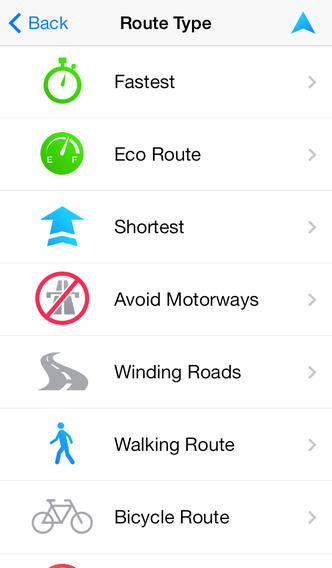 Back
Route Type
Fastest
E F
Eco Route
Shortest
Avoid Motorways
Winding Roads
Walking Route
Bicycle Route